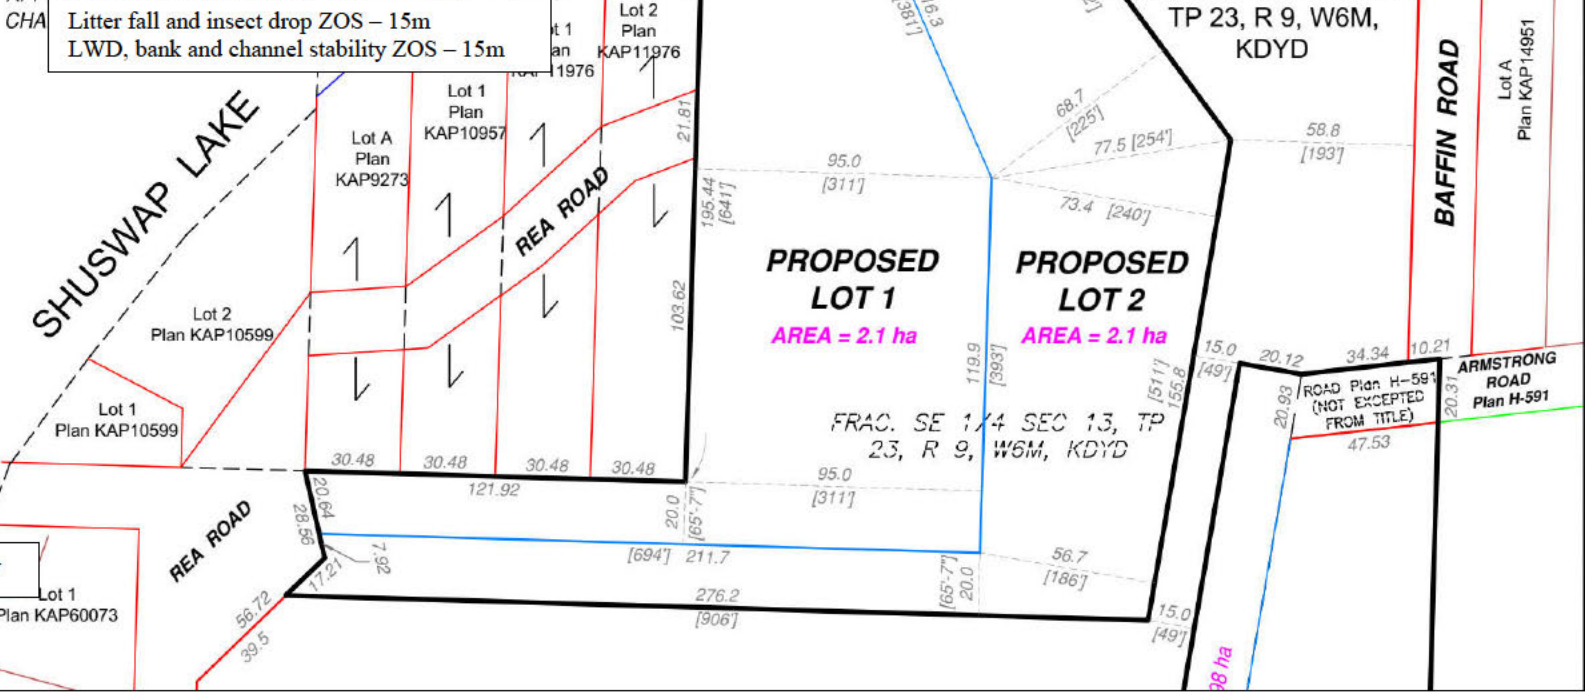 CHA
Litter fall and insect drop ZOS – 15m
LWD, bank and channel stability ZOS – 15m
Lot 2
Plan
KAP11976
1976
Lot 1
Plan
KAP10957
Lot A
Plan
KAP9273
SHUSWAP LAKE
REA ROAD
21.81
195.44
[641']
103.62
16.3
[381']
95.0
[311']
68.7
[225']
77.5 [254']
73.4 [240']
TP 23, R 9, W6M,
KDYD
58.8
[193']
BAFFIN ROAD
Lot A
Plan KAP14951
PROPOSED
LOT 1
AREA = 2.1 ha
PROPOSED
LOT 2
AREA = 2.1 ha
119.9
[393']
[511']
155.8
15.0
[49']
20.12
34.34
10.21
ARMSTRONG
ROAD
Plan H-591
ROAD Plan H-591
(NOT EXCEPTED
FROM TITLE)
20.93
20.31
47.53
Lot 2
Plan KAP10599
Lot 1
Plan KAP10599
FRAC. SE 1/4 SEC 13, TP
23, R 9, W6M, KDYD
30.48
30.48
30.48
30.48
121.92
95.0
[311']
20.64
28.56
7.92
17.21
20.0
[65'-7"]
[694'] 211.7
[65'-7"]
20.0
56.7
[186']
276.2
[906']
15.0
[49']
REA ROAD
56.72
39.5
Lot 1
Plan KAP60073
98 ha